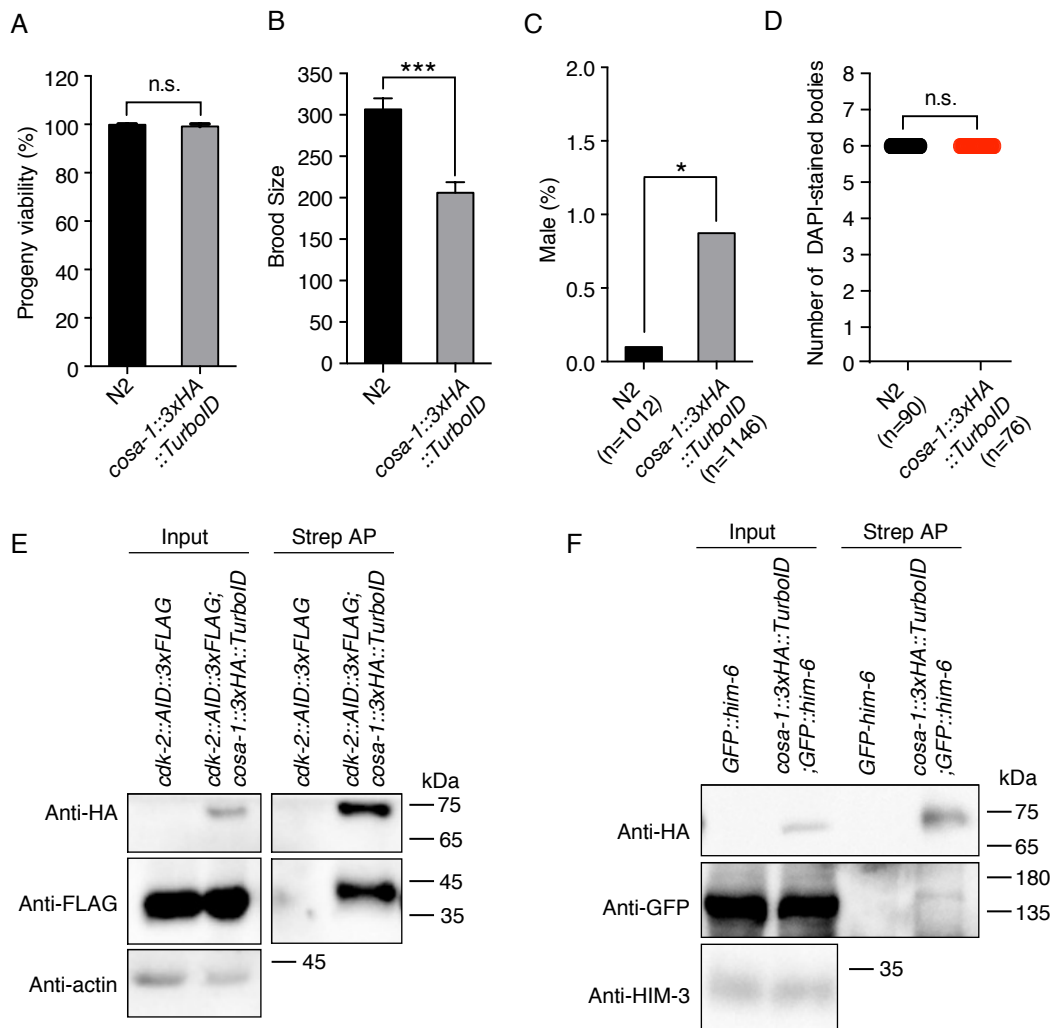 A
120
100
80
60
40
20
0
Progeny viability (%)
n.s.
N2
cosa-1::3xHA
::TurboID
B
350
300
250
200
150
100
50
0
Brood Size
***
N2
cosa-1::3xHA
::TurboID
C
2.0
1.5
1.0
0.5
0.0
Male (%)
*
N2
(n=1012)
cosa-1::3xHA
::TurboID
(n=1146)
D
8
7
6
5
4
3
2
1
0
Number of DAPI-stained bodies
n.s.
N2
(n=90)
cosa-1::3xHA
::TurboID
(n=76)
E
Input
Strep AP
cdk-2::AID::3xFLAG
cdk-2::AID::3xFLAG;
cosa-1::3xHA::TurboID
cdk-2::AID::3xFLAG
cdk-2::AID::3xFLAG;
cosa-1::3xHA::TurboID
kDa
Anti-HA
75
65
Anti-FLAG
45
35
Anti-actin
45
F
Input
Strep AP
GFP::him-6
cosa-1::3xHA::TurboID
;GFP::him-6
GFP-him-6
cosa-1::3xHA::TurboID
;GFP::him-6
kDa
Anti-HA
75
65
Anti-GFP
180
135
Anti-HIM-3
35